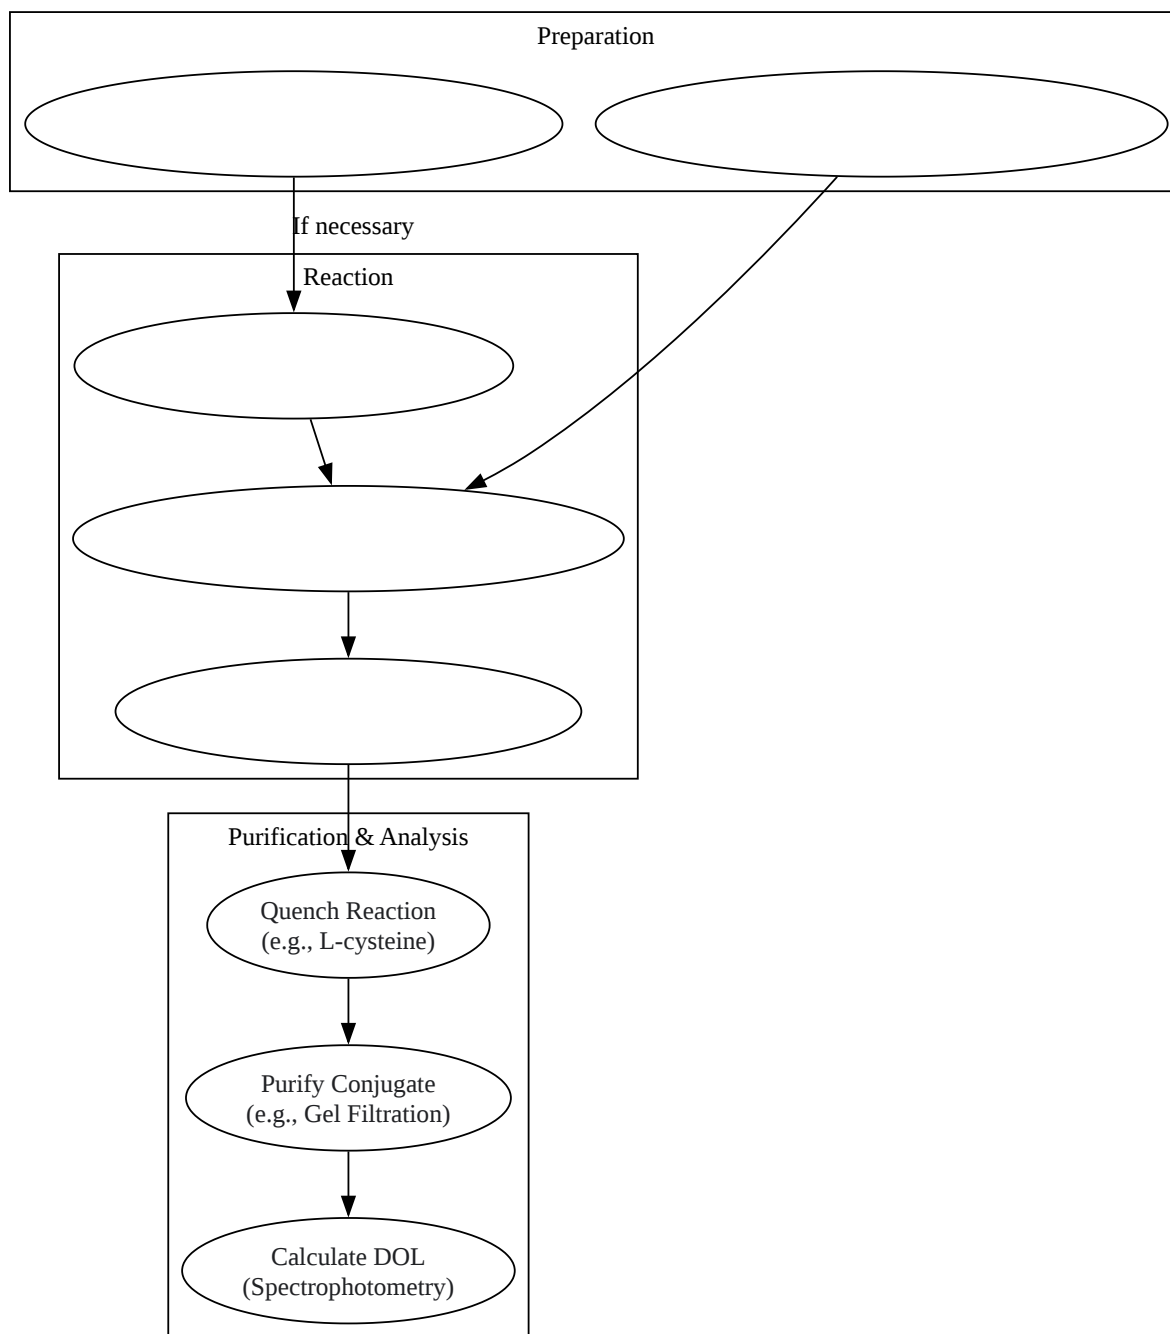 Preparation
If necessary
Reaction
Purification & Analysis
Quench Reaction
(e.g., L-cysteine)
Purify Conjugate
(e.g., Gel Filtration)
Calculate DOL
(Spectrophotometry)